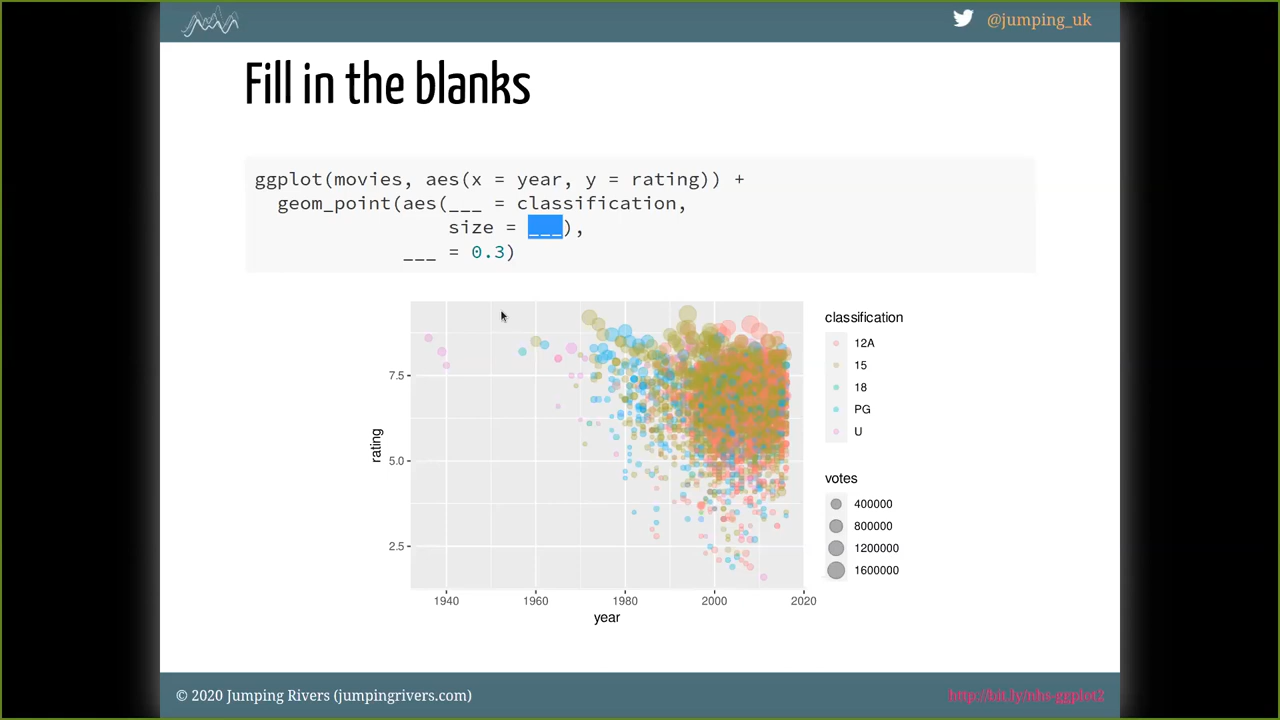 @jumping_uk
Fill in the blanks
ggplot(movies, aes(x = year, y = rating)) +
geom_point(aes(___ = classification,
size = ___),
___ = 0.3)
classification
12A
15
18
PG
U
votes
400000
800000
1200000
1600000
rating
7.5
5.0
2.5
1940 1960 1980 2000 2020
year
© 2020 Jumping Rivers (jumpingrivers.com)
http://bit.ly/nhs-ggplot2